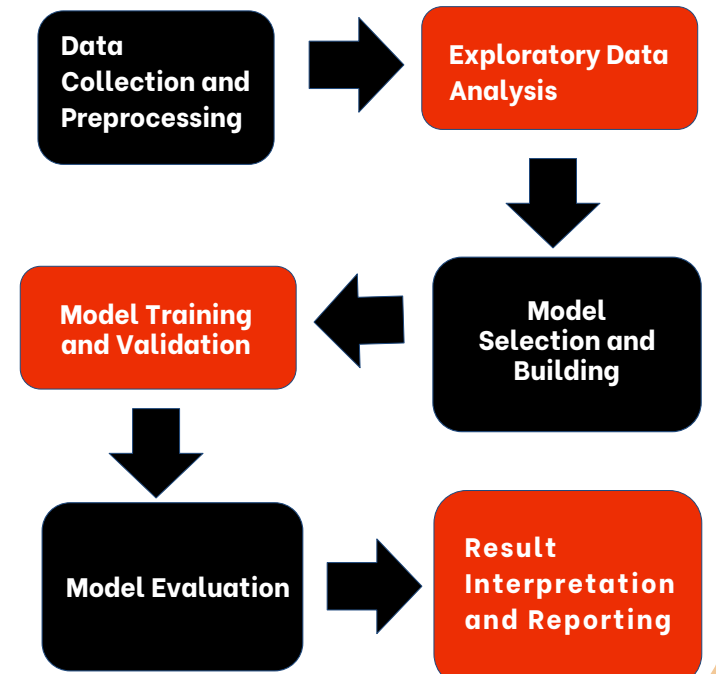 Data
Collection and
Preprocessing
Exploratory Data
Analysis
Model
Selection and
Building
Model Training
and Validation
Model Evaluation
Result
Interpretation
and Reporting